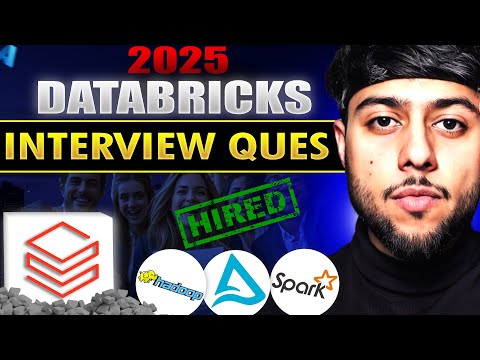 2025
DATABRICKS
INTERVIEW QUES
HIRED
hadoop
Spark